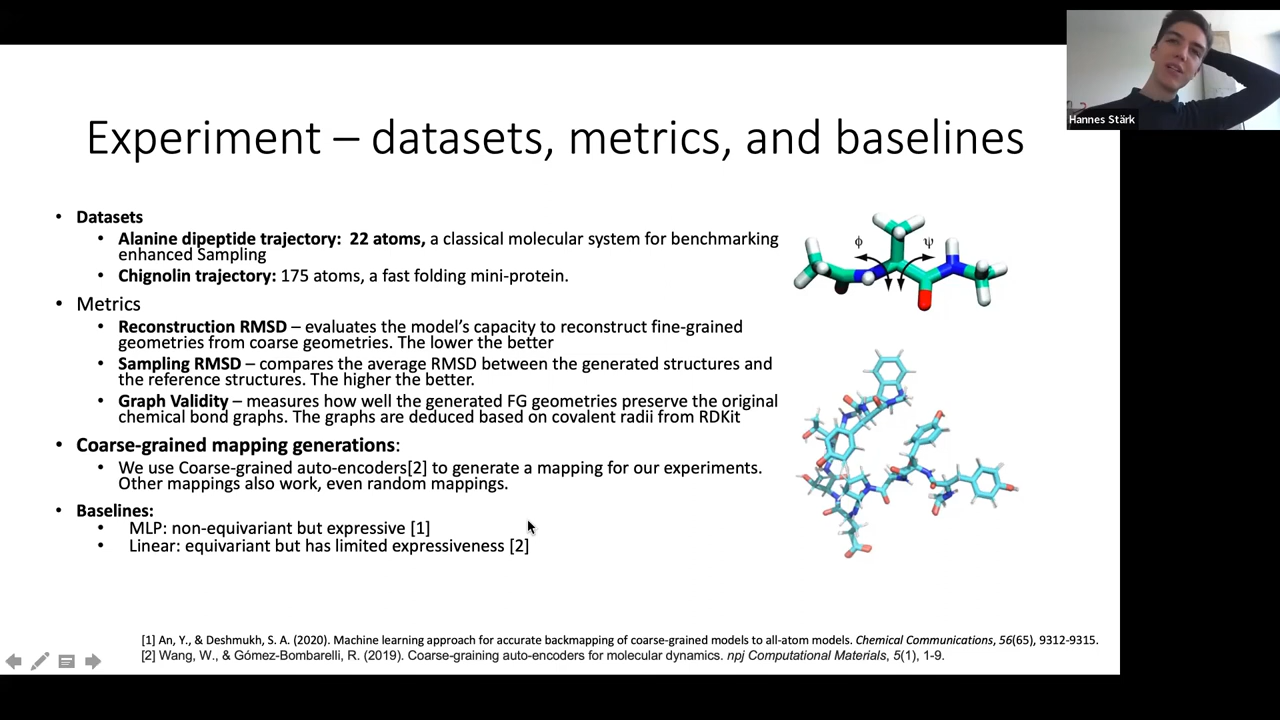 Hannes Stärk
Experiment – datasets, metrics, and baselines
• Datasets
• Alanine dipeptide trajectory: 22 atoms, a classical molecular system for benchmarking
enhanced Sampling
• Chignolin trajectory: 175 atoms, a fast folding mini-protein.
• Metrics
• Reconstruction RMSD – evaluates the model's capacity to reconstruct fine-grained
geometries from coarse geometries. The lower the better
• Sampling RMSD – compares the average RMSD between the generated structures and
the reference structures. The higher the better.
• Graph Validity – measures how well the generated FG geometries preserve the original
chemical bond graphs. The graphs are deduced based on covalent radii from RDKit
• Coarse-grained mapping generations:
• We use Coarse-grained auto-encoders[2] to generate a mapping for our experiments.
Other mappings also work, even random mappings.
• Baselines:
• MLP: non-equivariant but expressive [1]
• Linear: equivariant but has limited expressiveness [2]
ϕ ψ
[1] An, Y., & Deshmukh, S. A. (2020). Machine learning approach for accurate backmapping of coarse-grained models to all-atom models. Chemical Communications, 56(65), 9312-9315.
[2] Wang, W., & Gómez-Bombarelli, R. (2019). Coarse-graining auto-encoders for molecular dynamics. npj Computational Materials, 5(1), 1-9.